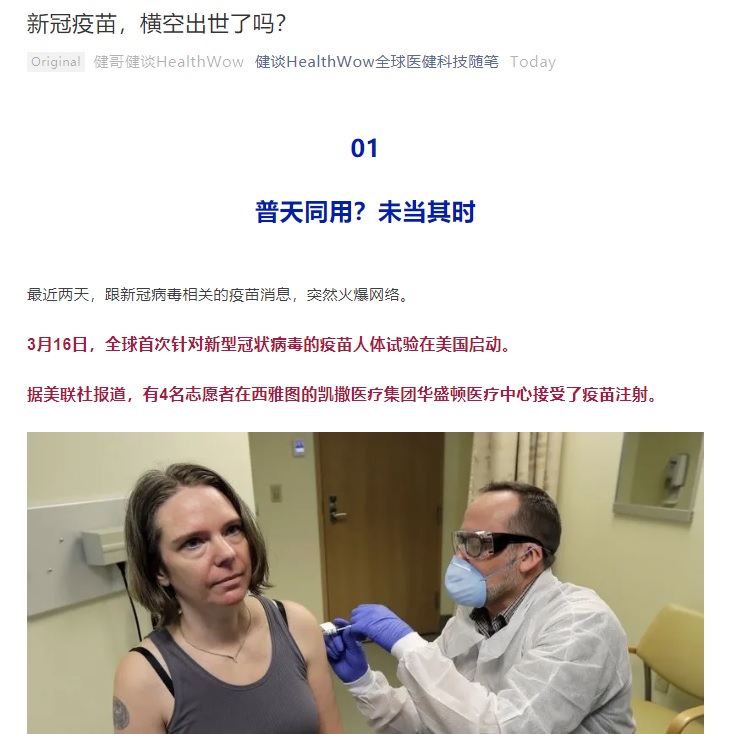 新冠疫苗，横空出世了吗？
Original 健哥健谈HealthWow 健谈HealthWow全球医健科技随笔 Today
01
普天同用？未当其时
最近两天，跟新冠病毒相关的疫苗消息，突然火爆网络。
3月16日，全球首次针对新型冠状病毒的疫苗人体试验在美国启动。
据美联社报道，有4名志愿者在西雅图的凯撒医疗集团华盛顿医疗中心接受了疫苗注射。